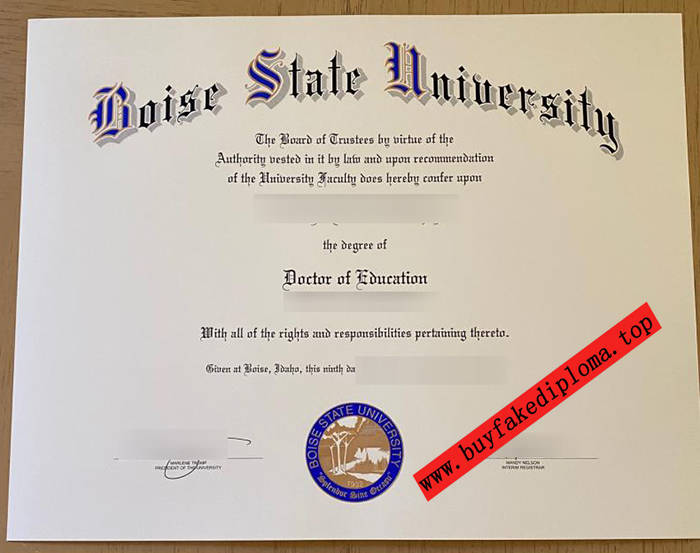 Boise State University
The Board of Trustees by virtue of the
Authority vested in it by law and upon recommendation
of the University Faculty does hereby confer upon
the degree of
Doctor of Education
With all of the rights and responsibilities pertaining thereto.
Given at Boise, Idaho, this ninth da
BOISE STATE UNIVERSITY
1932
Splendor Sine Occasu
MARLENE TROMP
PRESIDENT OF THE UNIVERSITY
MANDY NELSON
INTERIM REGISTRAR
www.buyfakediploma.top